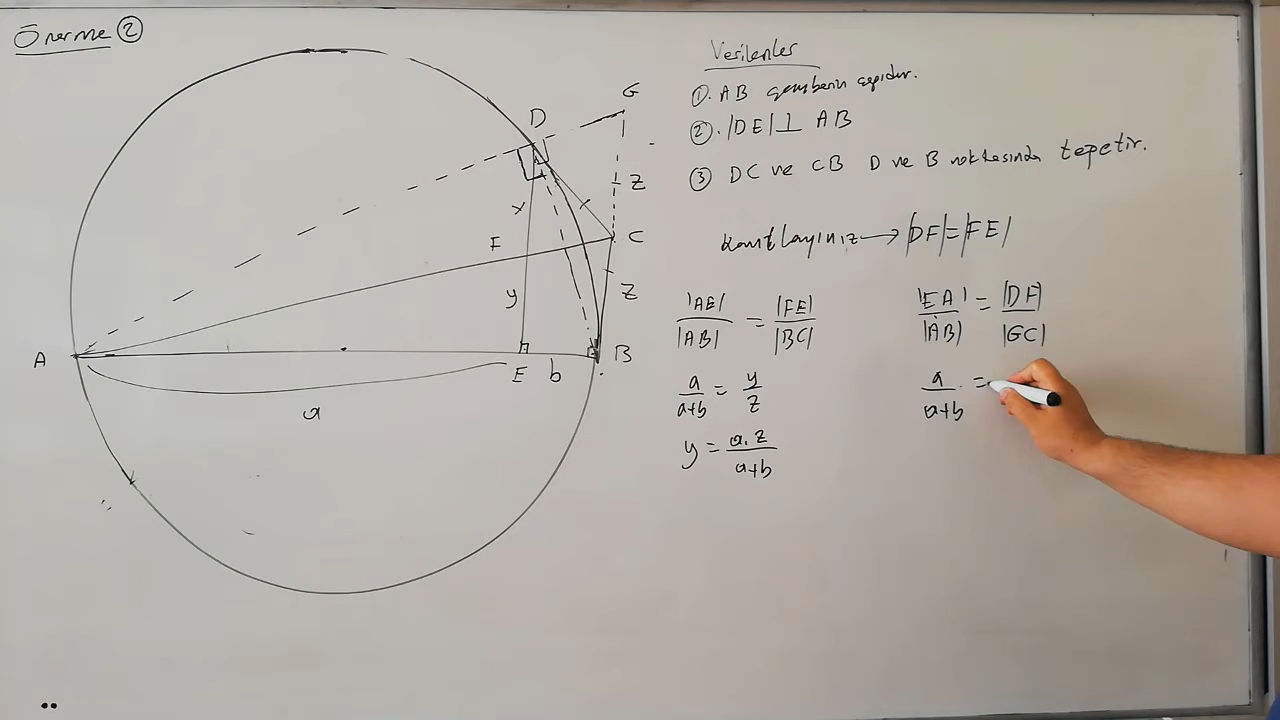 Önerme ②
Verilenler
①. AB çemberin çapıdır.
②. |DE| ⊥ AB
③ DC ve CB D ve B noktasında tepetir.
Kanıtlayınız → |DF|=|FE|
|AE| / |AB| = |FE| / |BC|
a / a+b = y / z
y = a.z / a+b
|EA| / |AB| = |DF| / |GC|
a / a+b =
G
D
z
x
C
F
z
y
A
E
b
B
a